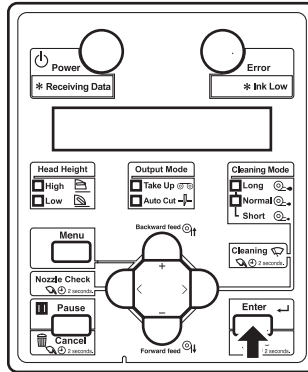 Power
Error
* Receiving Data
* Ink Low
Head Height
High
Low
Output Mode
Take Up
Auto Cut
Cleaning Mode
Long
Normal
Short
Menu
Backward feed
+
Cleaning
2 seconds.
Nozzle Check
2 seconds.
< >
Pause
Cancel
2 seconds.
−
Forward feed
Enter
2 seconds.